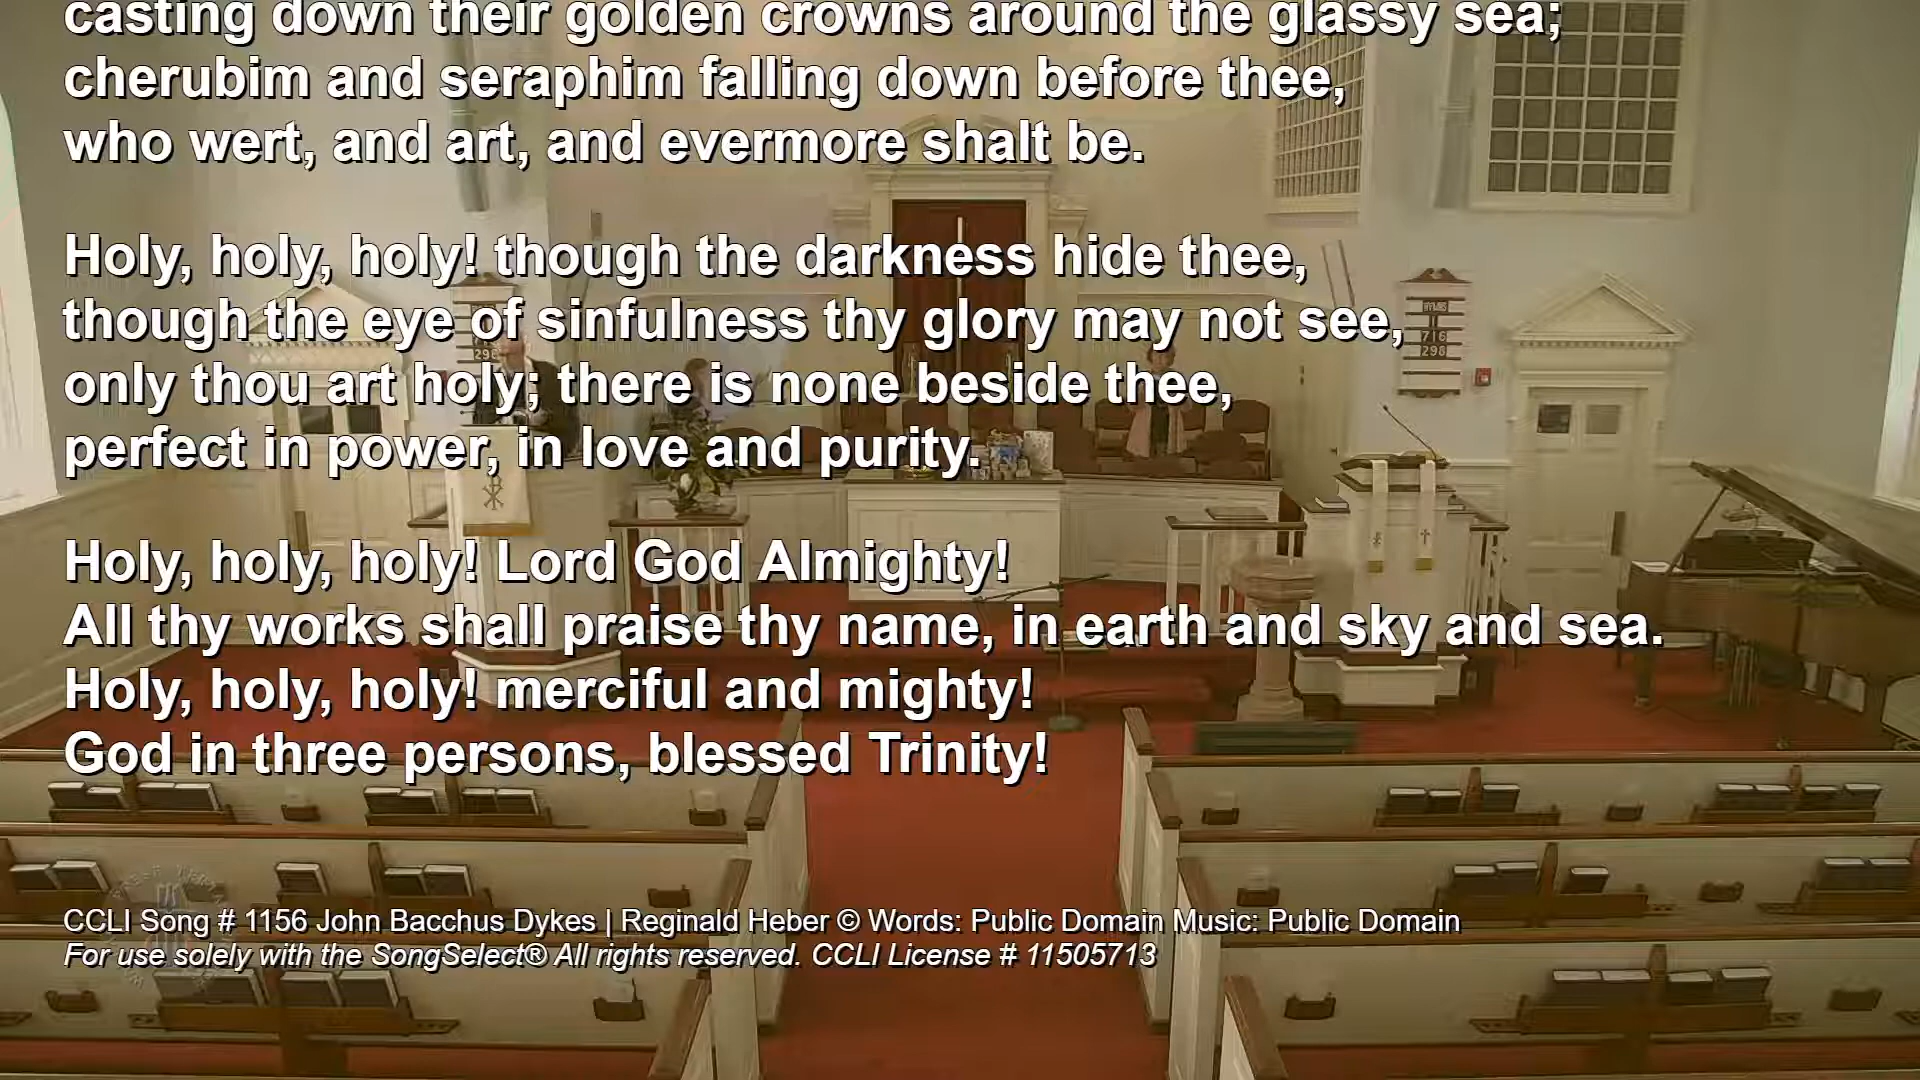 casting down their golden crowns around the glassy sea;
cherubim and seraphim falling down before thee,
who wert, and art, and evermore shalt be.
Holy, holy, holy! though the darkness hide thee,
though the eye of sinfulness thy glory may not see,
only thou art holy; there is none beside thee,
perfect in power, in love and purity.
Holy, holy, holy! Lord God Almighty!
All thy works shall praise thy name, in earth and sky and sea.
Holy, holy, holy! merciful and mighty!
God in three persons, blessed Trinity!
CCLI Song # 1156 John Bacchus Dykes | Reginald Heber © Words: Public Domain Music: Public Domain
For use solely with the SongSelect® All rights reserved. CCLI License # 11505713
HYMNS
716
298
298